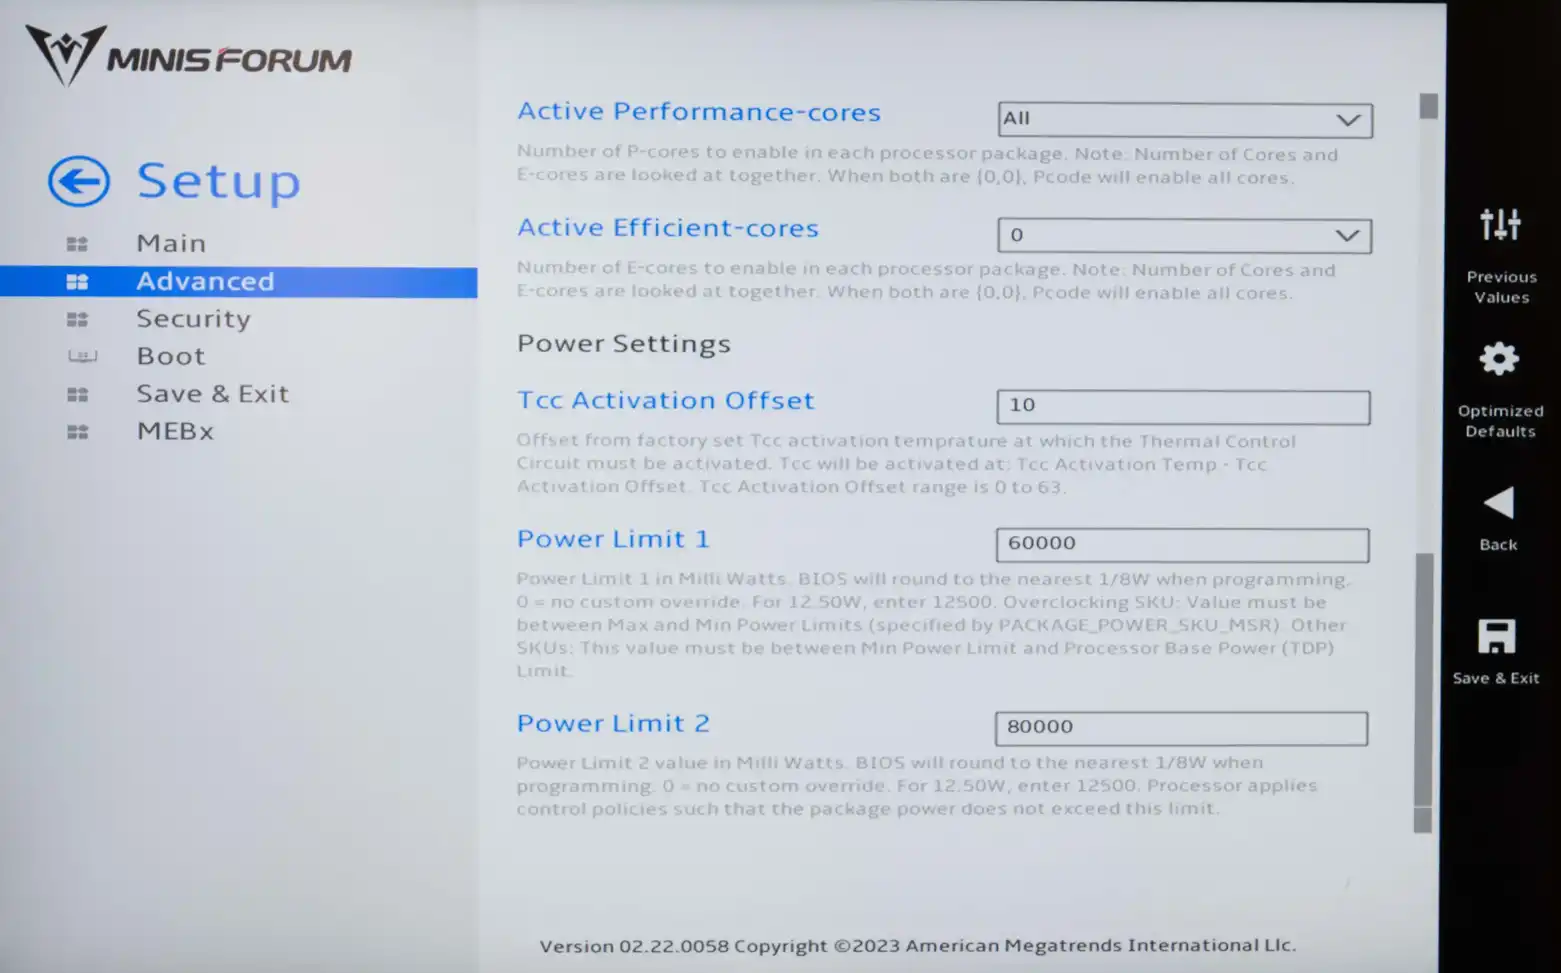 MINISFORUM
Setup
Main
Advanced
Security
Boot
Save & Exit
MEBx
Active Performance-cores
All
Number of P-cores to enable in each processor package. Note: Number of Cores and
E-cores are looked at together. When both are {0,0}, Pcode will enable all cores.
Active Efficient-cores
0
Number of E-cores to enable in each processor package. Note: Number of Cores and
E-cores are looked at together. When both are {0,0}, Pcode will enable all cores.
Power Settings
Tcc Activation Offset
10
Offset from factory set Tcc activation temprature at which the Thermal Control
Circuit must be activated. Tcc will be activated at: Tcc Activation Temp - Tcc
Activation Offset. Tcc Activation Offset range is 0 to 63.
Power Limit 1
60000
Power Limit 1 in Milli Watts. BIOS will round to the nearest 1/8W when programming.
0 = no custom override. For 12.50W, enter 12500. Overclocking SKU: Value must be
between Max and Min Power Limits (specified by PACKAGE_POWER_SKU_MSR). Other
SKUs: This value must be between Min Power Limit and Processor Base Power (TDP)
Limit.
Power Limit 2
80000
Power Limit 2 value in Milli Watts. BIOS will round to the nearest 1/8W when
programming. 0 = no custom override. For 12.50W, enter 12500. Processor applies
control policies such that the package power does not exceed this limit.
Version 02.22.0058 Copyright ©2023 American Megatrends International Llc.
Previous
Values
Optimized
Defaults
Back
Save & Exit